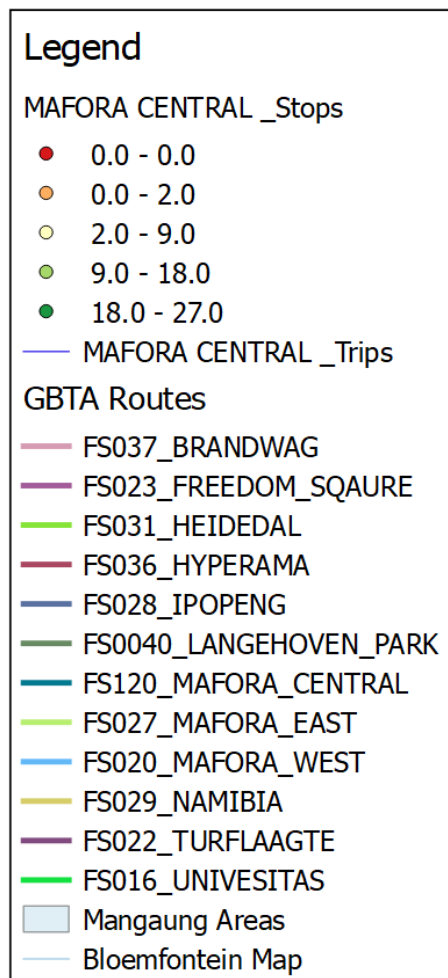 Legend
MAFORA CENTRAL _Stops
0.0 - 0.0
0.0 - 2.0
2.0 - 9.0
9.0 - 18.0
18.0 - 27.0
MAFORA CENTRAL _Trips
GBTA Routes
FS037_BRANDWAG
FS023_FREEDOM_SQAURE
FS031_HEIDEDAL
FS036_HYPERAMA
FS028_IPOPENG
FS0040_LANGEHOVEN_PARK
FS120_MAFORA_CENTRAL
FS027_MAFORA_EAST
FS020_MAFORA_WEST
FS029_NAMIBIA
FS022_TURFLAAGTE
FS016_UNIVESITAS
Mangaung Areas
Bloemfontein Map